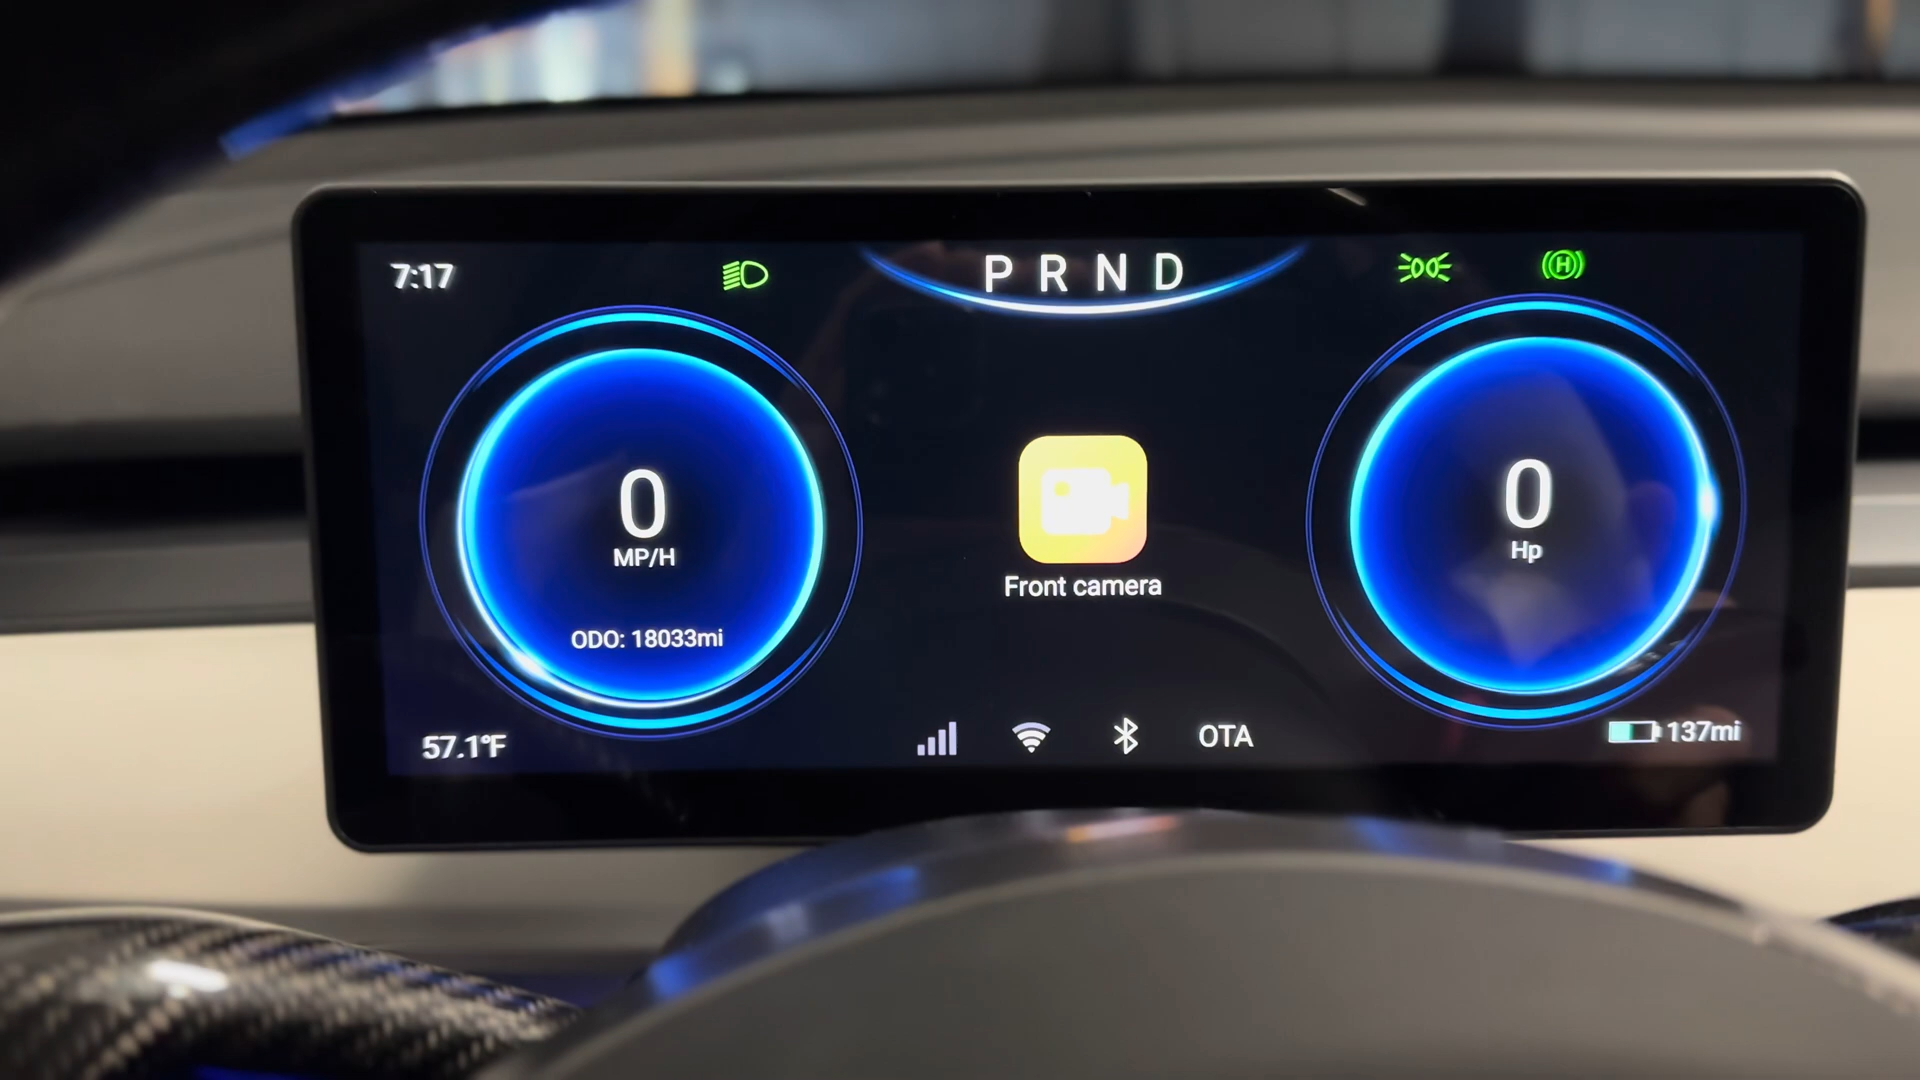 7:17
P R N D
H
0
MP/H
ODO: 18033mi
Front camera
0
Hp
57.1°F
OTA
137mi